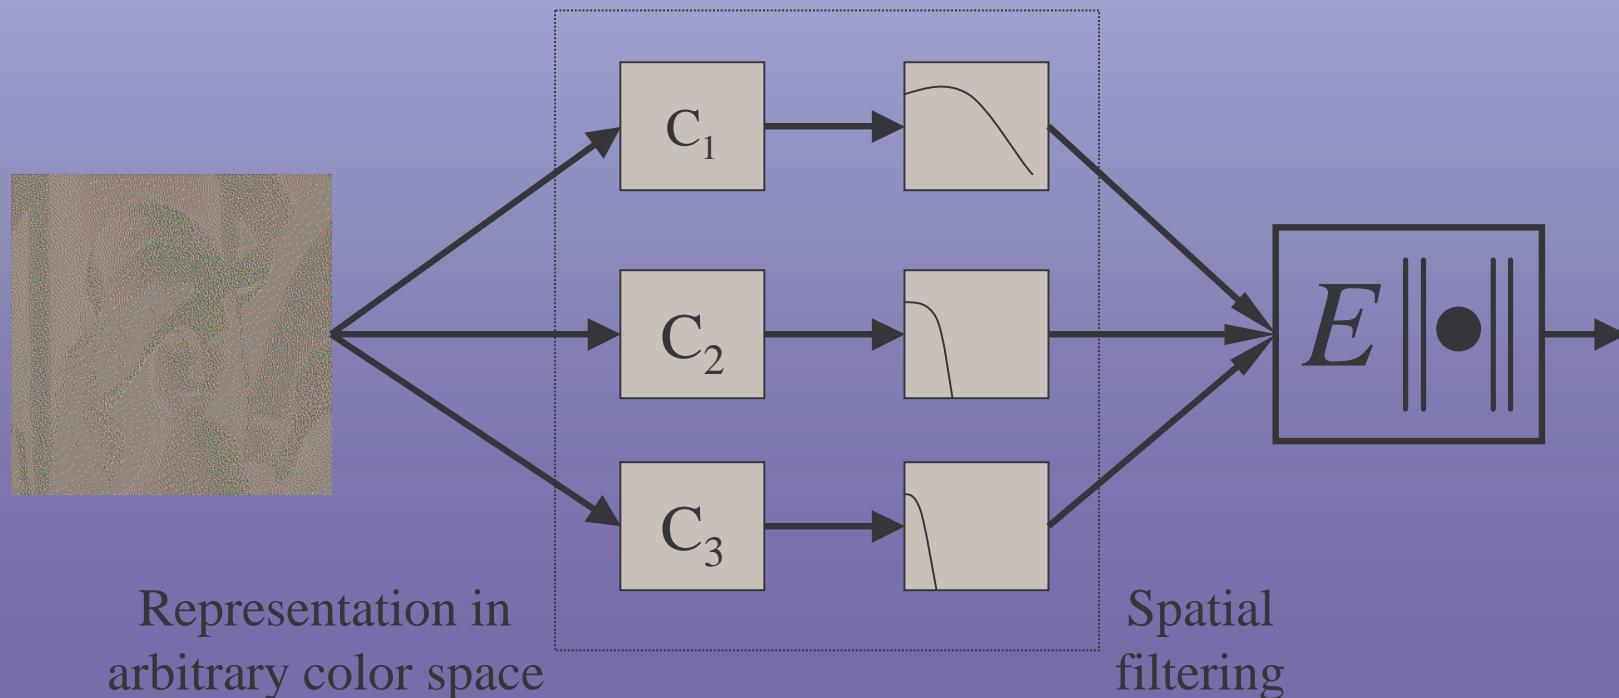 C₁
C₂
E||●||
C₃
Representation in
arbitrary color space
Spatial
filtering